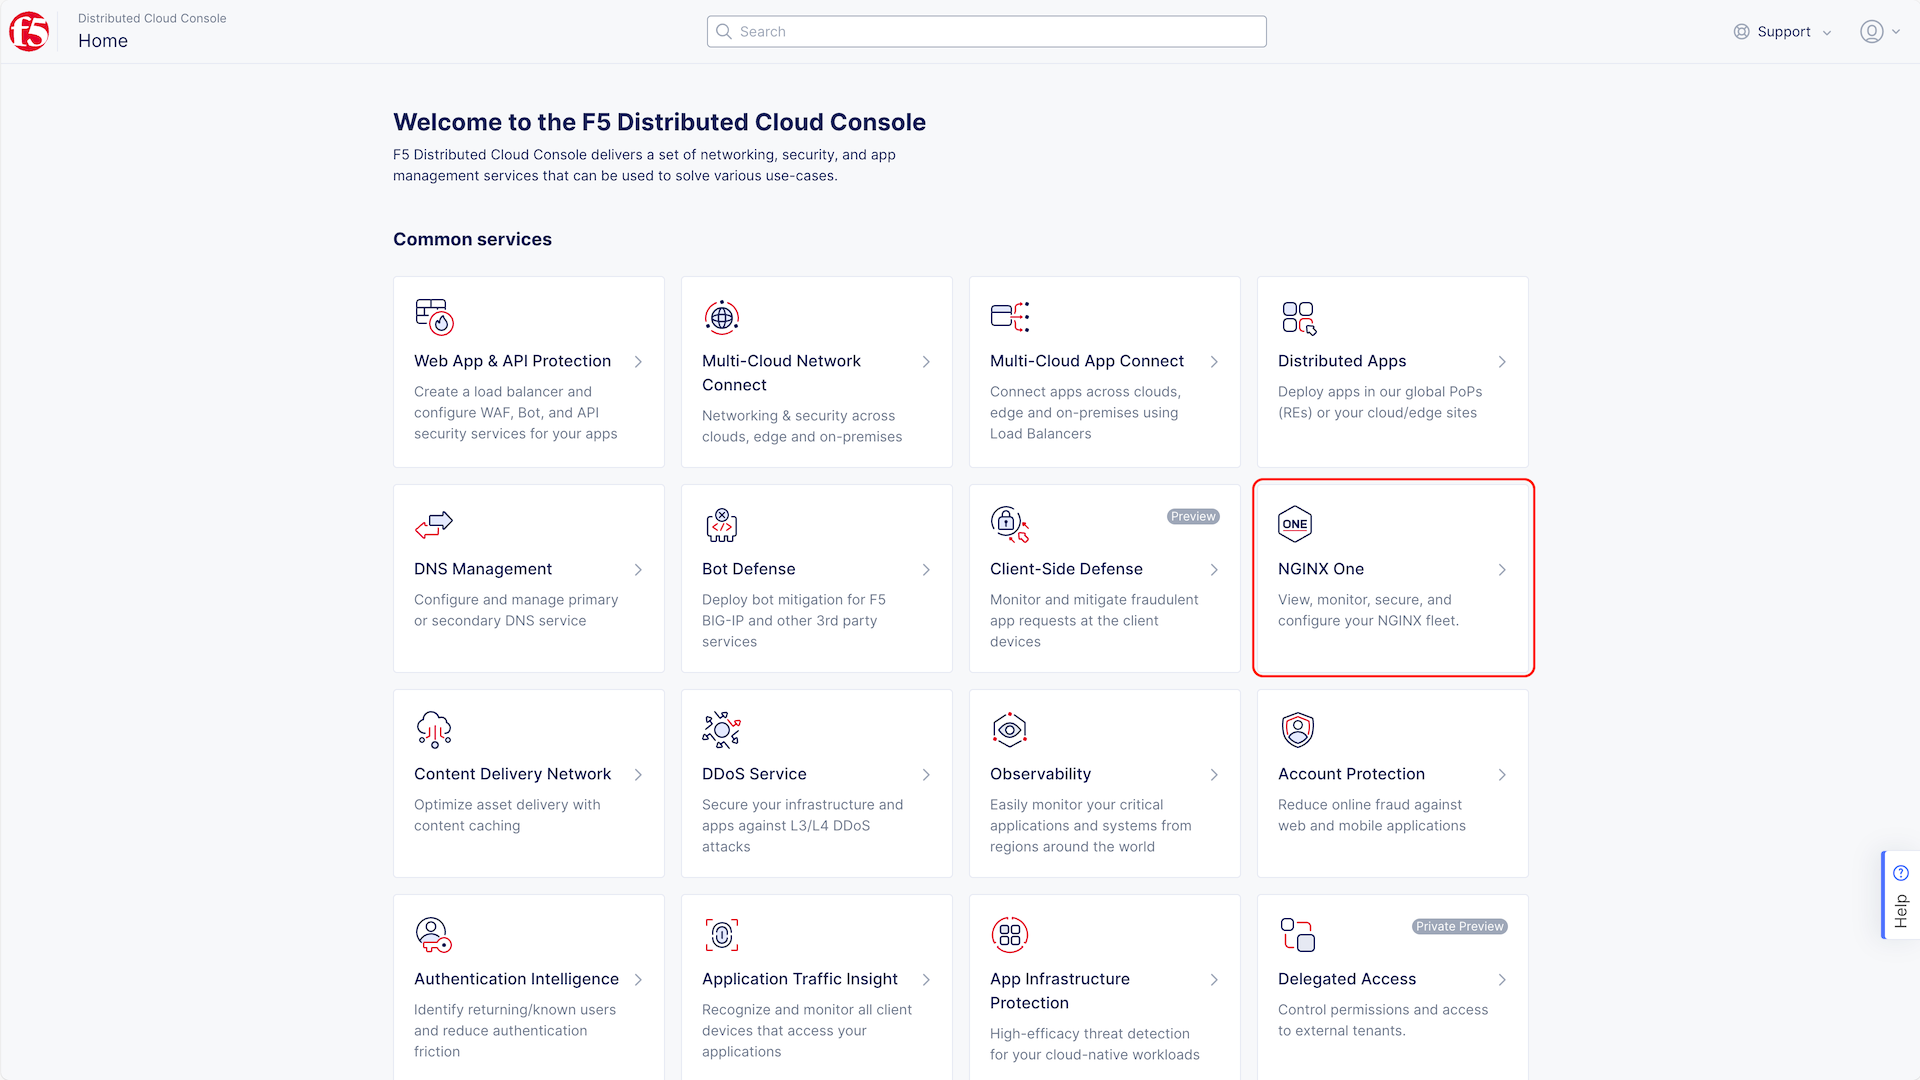 f5
Distributed Cloud Console
Home
Search
Support
Welcome to the F5 Distributed Cloud Console
F5 Distributed Cloud Console delivers a set of networking, security, and app
management services that can be used to solve various use-cases.
Common services
Web App & API Protection
Create a load balancer and
configure WAF, Bot, and API
security services for your apps
Multi-Cloud Network
Connect
Networking & security across
clouds, edge and on-premises
Multi-Cloud App Connect
Connect apps across clouds,
edge and on-premises using
Load Balancers
Distributed Apps
Deploy apps in our global PoPs
(REs) or your cloud/edge sites
DNS Management
Configure and manage primary
or secondary DNS service
Bot Defense
Deploy bot mitigation for F5
BIG-IP and other 3rd party
services
Preview
Client-Side Defense
Monitor and mitigate fraudulent
app requests at the client
devices
ONE
NGINX One
View, monitor, secure, and
configure your NGINX fleet.
Content Delivery Network
Optimize asset delivery with
content caching
DDoS Service
Secure your infrastructure and
apps against L3/L4 DDoS
attacks
Observability
Easily monitor your critical
applications and systems from
regions around the world
Account Protection
Reduce online fraud against
web and mobile applications
Authentication Intelligence
Identify returning/known users
and reduce authentication
friction
Application Traffic Insight
Recognize and monitor all client
devices that access your
applications
App Infrastructure
Protection
High-efficacy threat detection
for your cloud-native workloads
Private Preview
Delegated Access
Control permissions and access
to external tenants.
Help